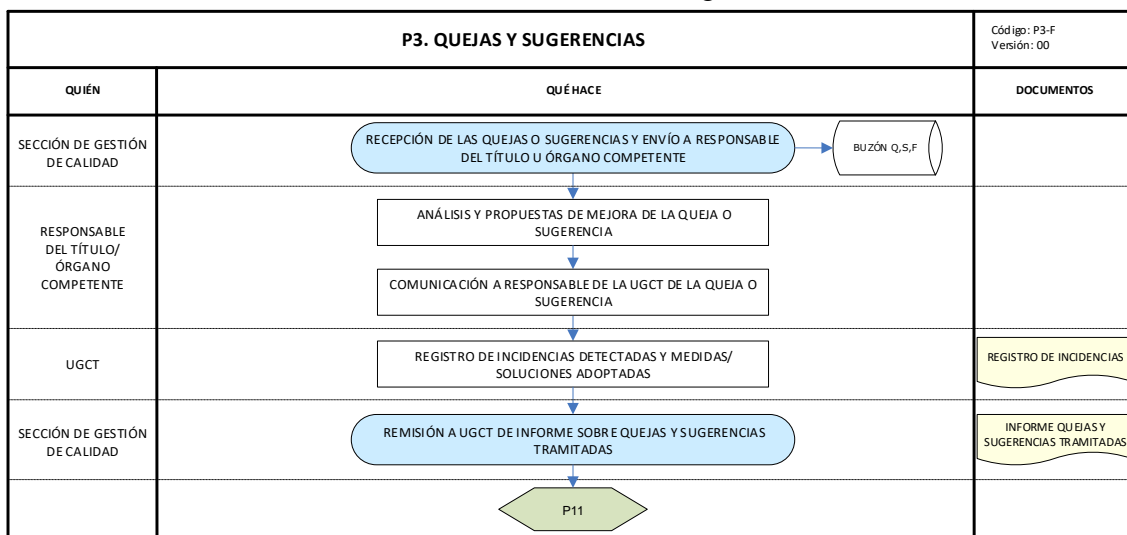 P3. QUEJAS Y SUGERENCIAS
Código: P3-F
Versión: 00
QUIÉN
QUÉ HACE
DOCUMENTOS
SECCIÓN DE GESTIÓN
DE CALIDAD
RECEPCIÓN DE LAS QUEJAS O SUGERENCIAS Y ENVÍO A RESPONSABLE
DEL TÍTULO U ÓRGANO COMPETENTE
BUZÓN Q,S,F
RESPONSABLE
DEL TÍTULO/
ÓRGANO
COMPETENTE
ANÁLISIS Y PROPUESTAS DE MEJORA DE LA QUEJA O
SUGERENCIA
COMUNICACIÓN A RESPONSABLE DE LA UGCT DE LA QUEJA O
SUGERENCIA
UGCT
REGISTRO DE INCIDENCIAS DETECTADAS Y MEDIDAS/
SOLUCIONES ADOPTADAS
REGISTRO DE INCIDENCIAS
SECCIÓN DE GESTIÓN
DE CALIDAD
REMISIÓN A UGCT DE INFORME SOBRE QUEJAS Y SUGERENCIAS
TRAMITADAS
INFORME QUEJAS Y
SUGERENCIAS TRAMITADAS
P11